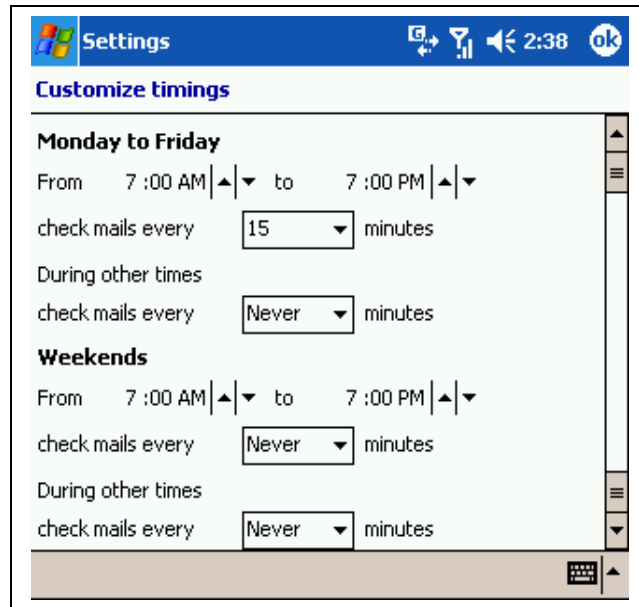 Settings G 2:38 ok
Customize timings
Monday to Friday
From 7 :00 AM to 7 :00 PM
check mails every 15 minutes
During other times
check mails every Never minutes
Weekends
From 7 :00 AM to 7 :00 PM
check mails every Never minutes
During other times
check mails every Never minutes